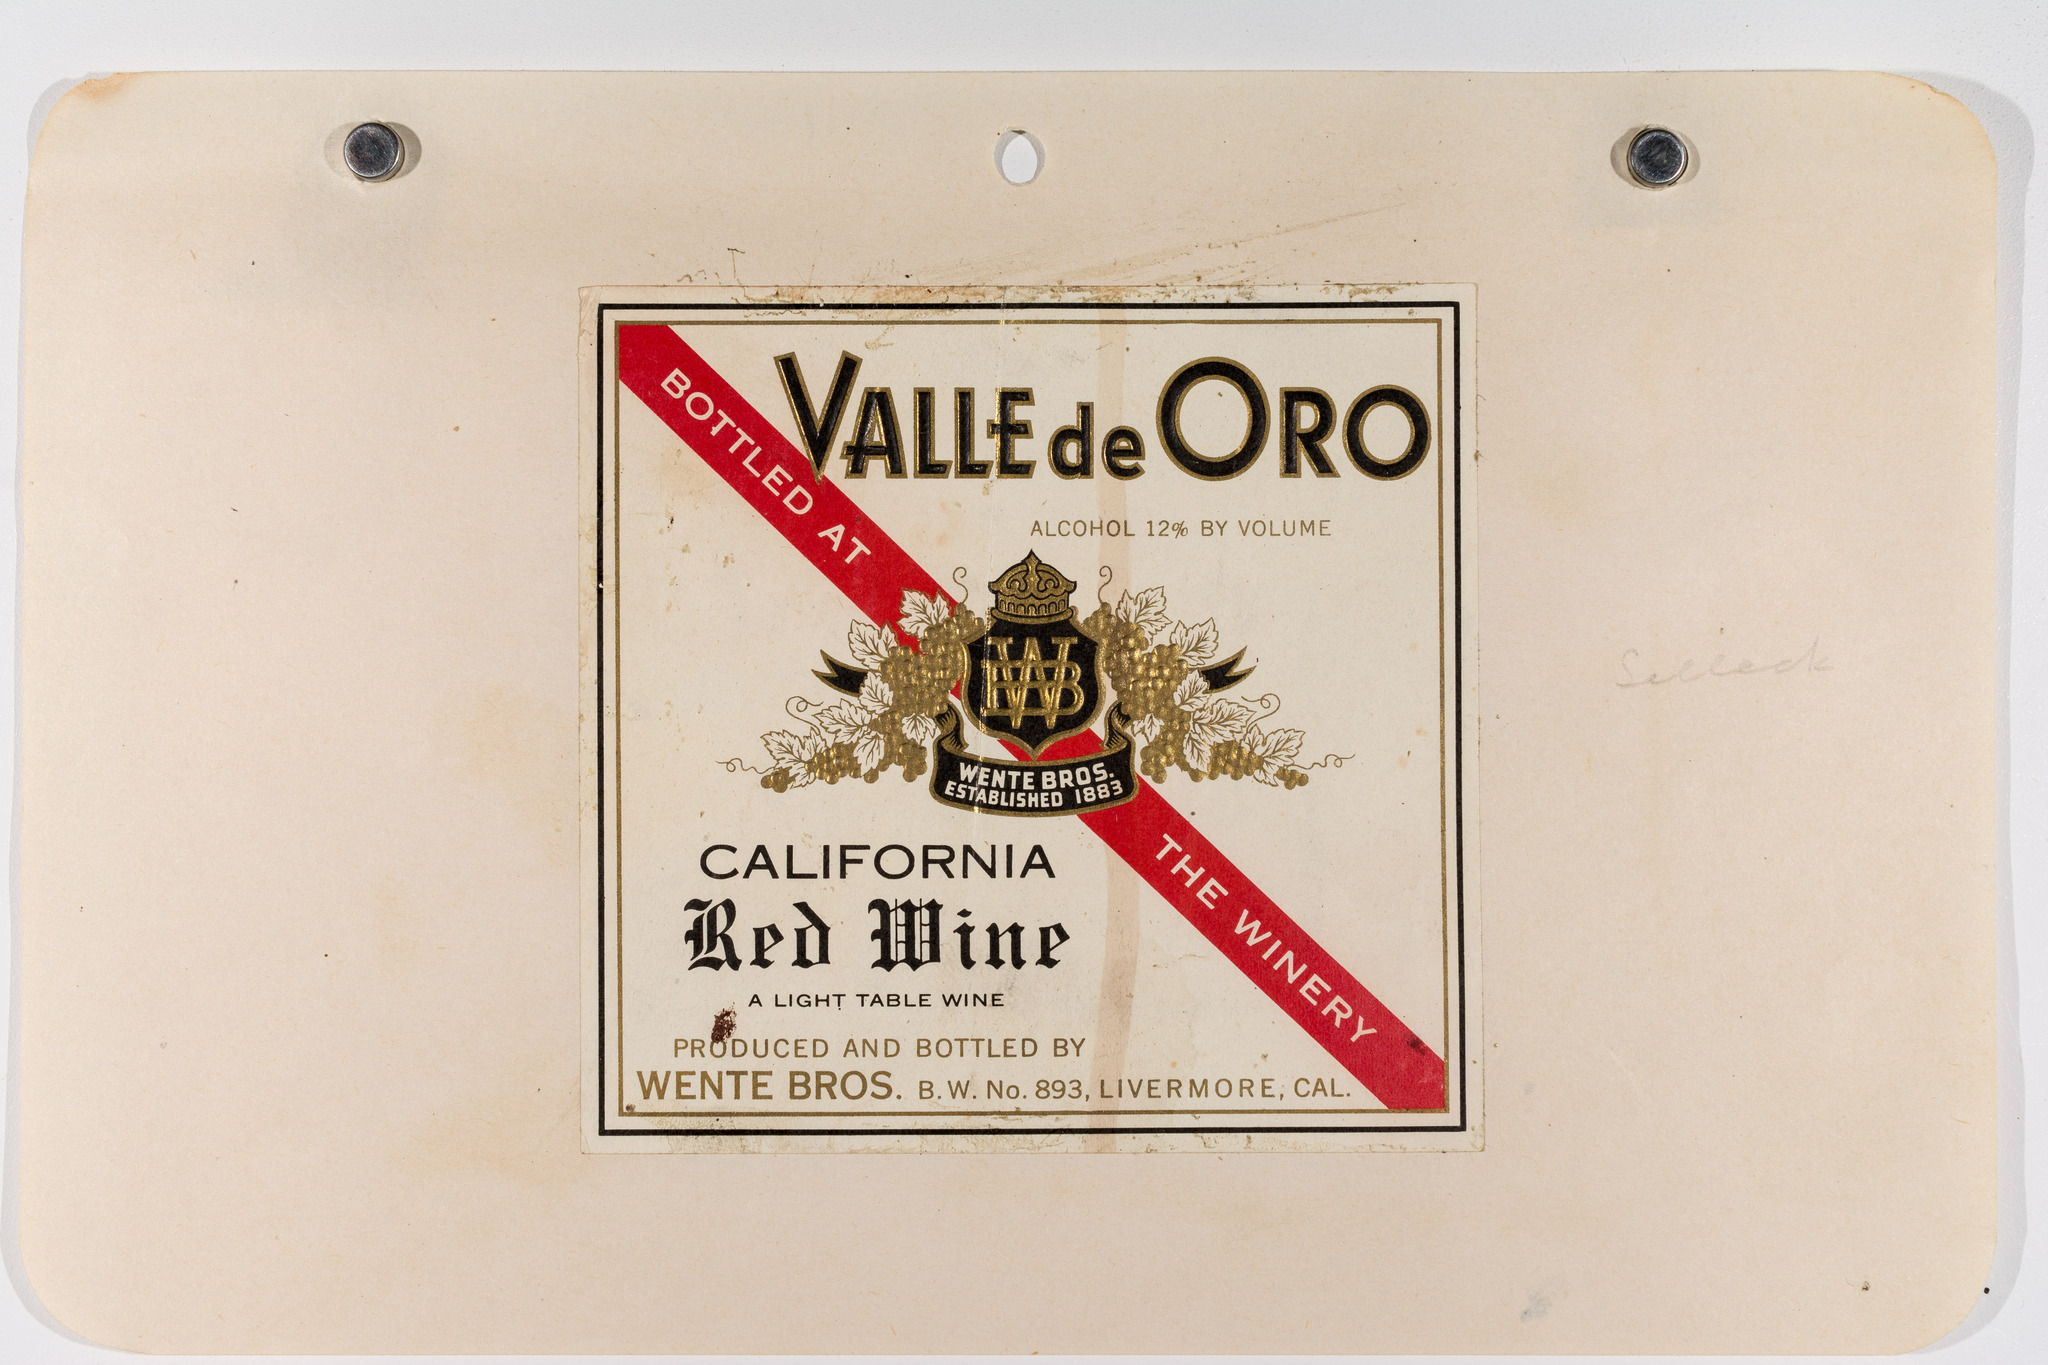 VALLE de ORO
BOTTLED AT
ALCOHOL 12% BY VOLUME
WB
WENTE BROS.
ESTABLISHED 1883
THE WINERY
CALIFORNIA
Red Wine
A LIGHT TABLE WINE
PRODUCED AND BOTTLED BY
WENTE BROS. B.W. No. 893, LIVERMORE, CAL.